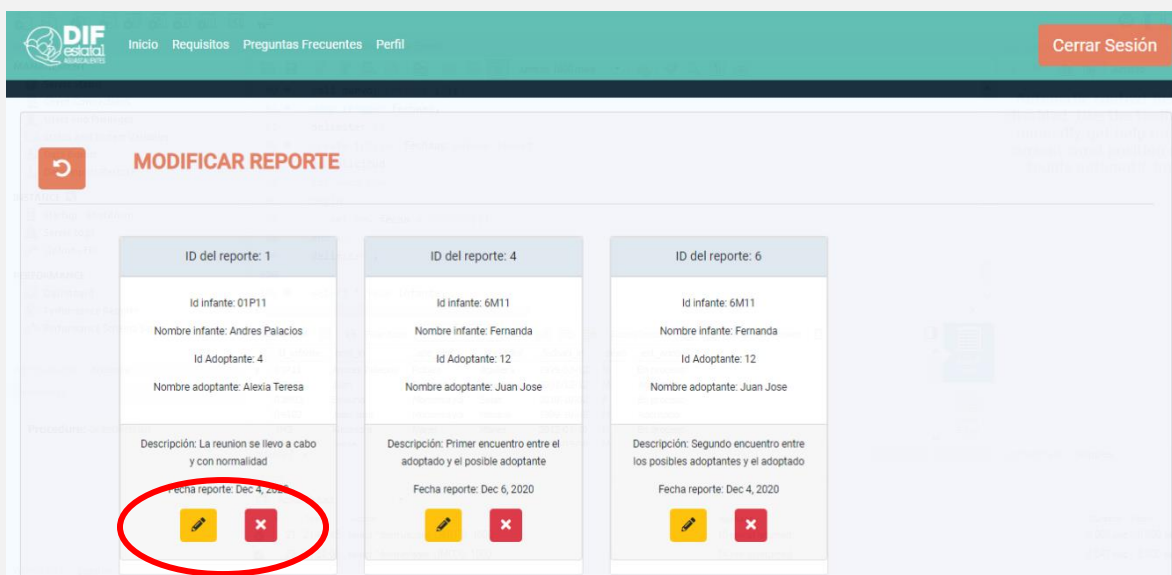 DIF
estatal
AGUASCALIENTES
Inicio Requisitos Preguntas Frecuentes Perfil
Cerrar Sesión
MODIFICAR REPORTE
ID del reporte: 1
Id infante: 01P11
Nombre infante: Andres Palacios
Id Adoptante: 4
Nombre adoptante: Alexia Teresa
Descripción: La reunion se llevo a cabo
y con normalidad
Fecha reporte: Dec 4, 2020
ID del reporte: 4
Id infante: 6M11
Nombre infante: Fernanda
Id Adoptante: 12
Nombre adoptante: Juan Jose
Descripción: Primer encuentro entre el
adoptado y el posible adoptante
Fecha reporte: Dec 6, 2020
ID del reporte: 6
Id infante: 6M11
Nombre infante: Fernanda
Id Adoptante: 12
Nombre adoptante: Juan Jose
Descripción: Segundo encuentro entre
los posibles adoptantes y el adoptado
Fecha reporte: Dec 4, 2020